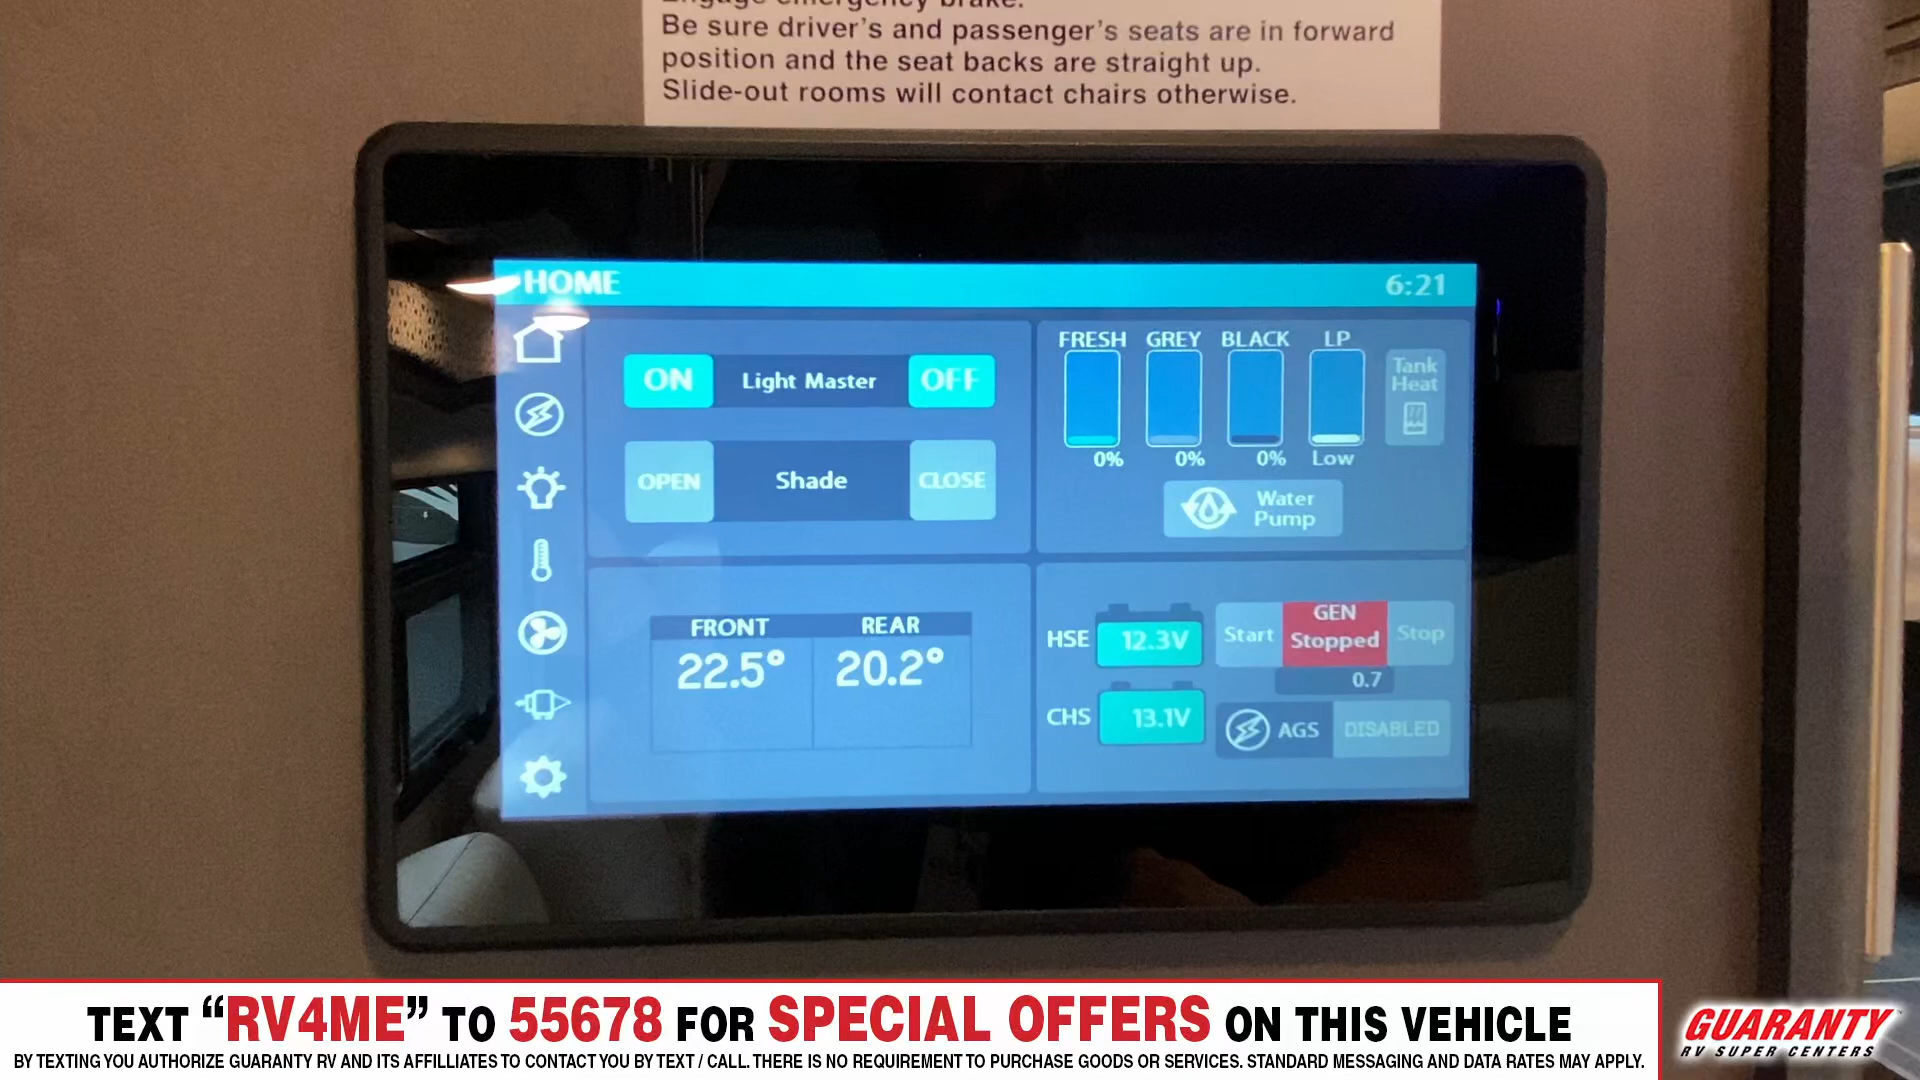 Engage emergency brake.
Be sure driver's and passenger's seats are in forward
position and the seat backs are straight up.
Slide-out rooms will contact chairs otherwise.
HOME
6:21
ON
Light Master
OFF
OPEN
Shade
CLOSE
FRESH
GREY
BLACK
LP
Tank
Heat
0%
0%
0%
Low
Water
Pump
FRONT
REAR
22.5°
20.2°
HSE
12.3V
Start
GEN
Stopped
Stop
0.7
CHS
13.1V
AGS
DISABLED
TEXT “RV4ME” TO 55678 FOR SPECIAL OFFERS ON THIS VEHICLE
BY TEXTING YOU AUTHORIZE GUARANTY RV AND ITS AFFILLIATES TO CONTACT YOU BY TEXT / CALL. THERE IS NO REQUIREMENT TO PURCHASE GOODS OR SERVICES. STANDARD MESSAGING AND DATA RATES MAY APPLY.
GUARANTY
RV SUPER CENTERS